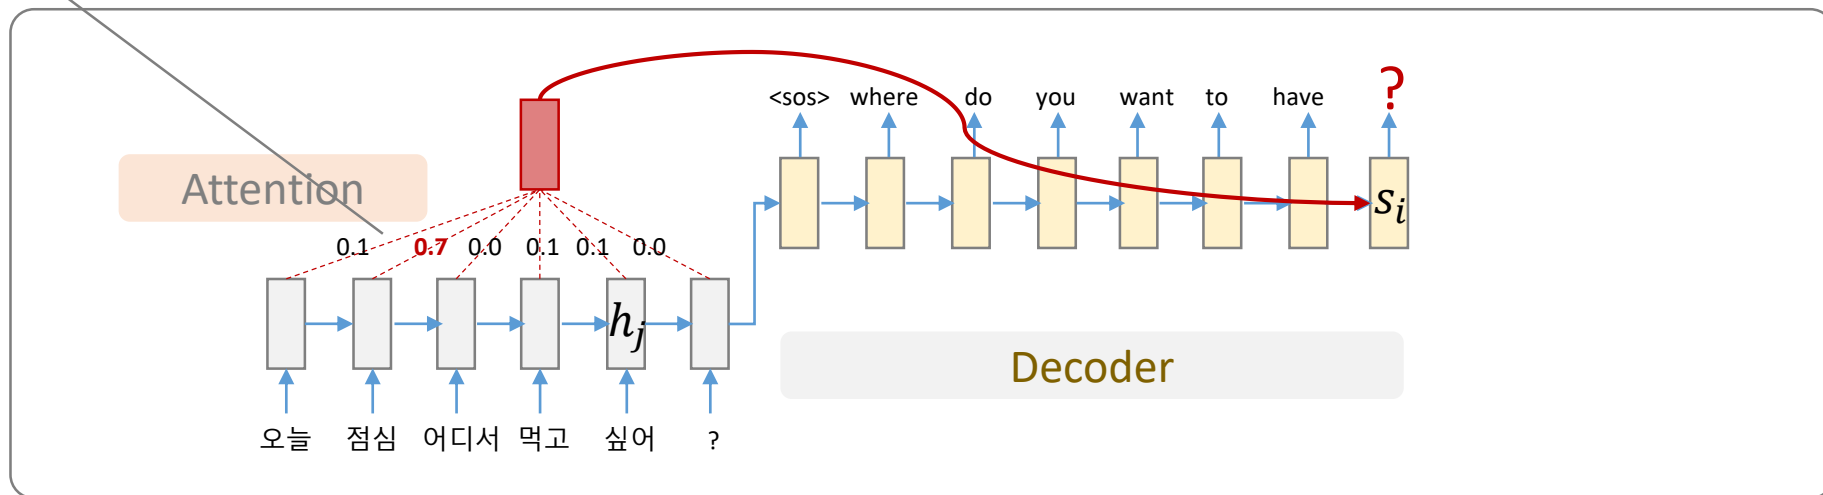 <sos> where do you want to have ?
Attention
0.1 0.7 0.0 0.1 0.1 0.0
s_i
h_j
Decoder
오늘 점심 어디서 먹고 싶어 ?